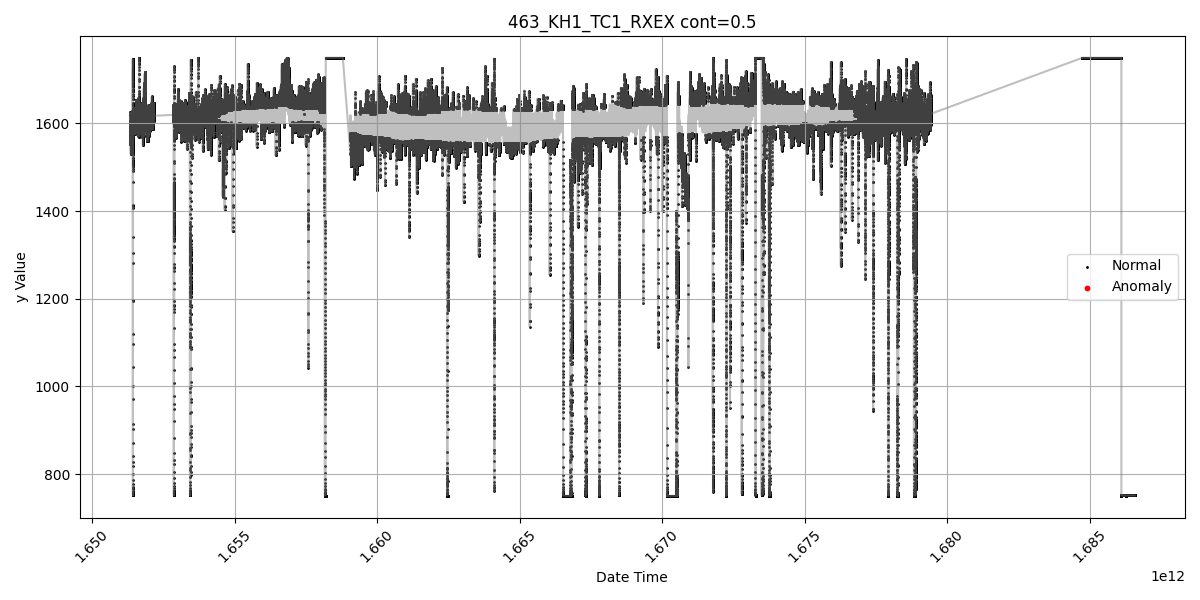 463_KH1_TC1_RXEX cont=0.5
y Value
1600
1400
1200
1000
800
Normal
Anomaly
1.650
1.655
1.660
1.665
1.670
1.675
1.680
1.685
1e12
Date Time